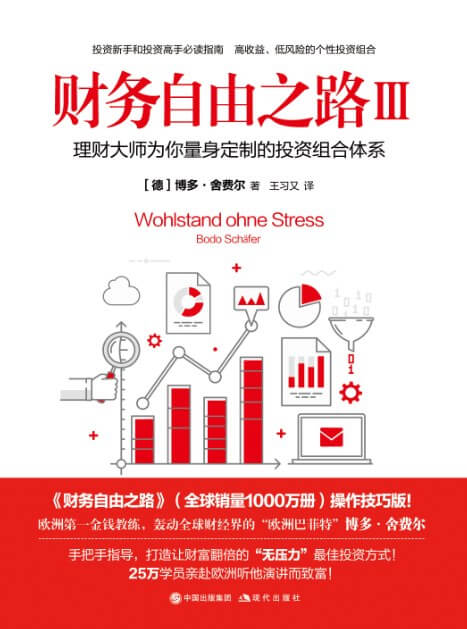 投资新手和投资高手必读指南 高收益、低风险的个性投资组合
财务自由之路Ⅲ
理财大师为你量身定制的投资组合体系
［德］博多·舍费尔 著 王习又 译
Wohlstand ohne Stress
Bodo Schäfer
《财务自由之路》（全球销量1000万册）操作技巧版！
欧洲第一金钱教练，轰动全球财经界的“欧洲巴菲特”博多·舍费尔
手把手指导，打造让财富翻倍的“无压力”最佳投资方式！
25万学员亲赴欧洲听他演讲而致富！
中国出版集团 现代出版社